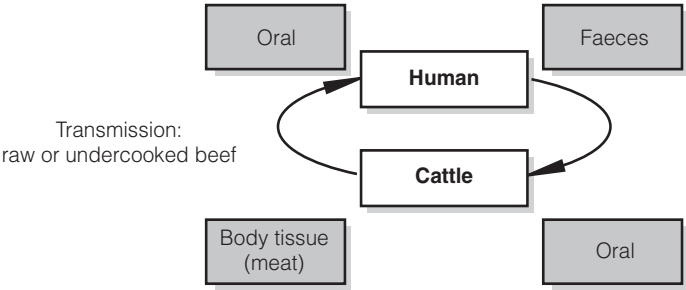 Oral
Faeces
Human
Transmission:
raw or undercooked beef
Cattle
Body tissue
(meat)
Oral